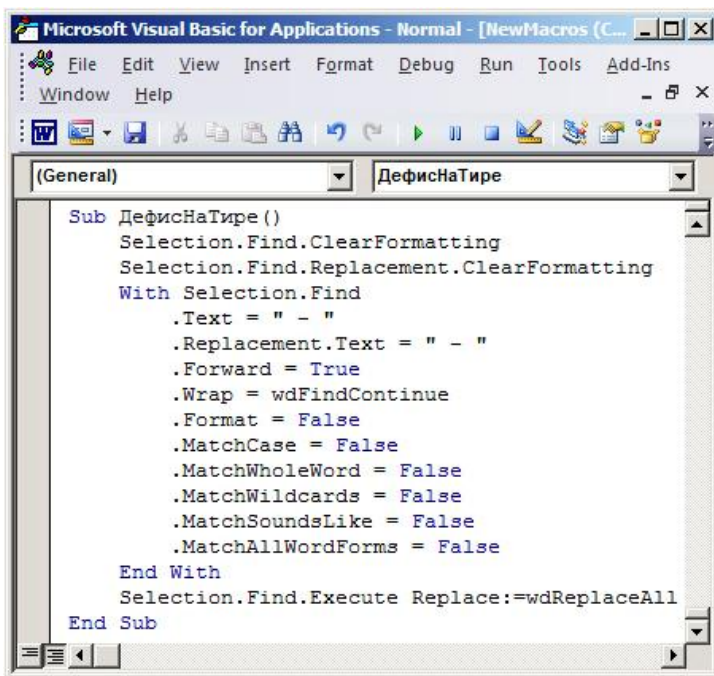 Microsoft Visual Basic for Applications - Normal - [NewMacros (C...
File Edit View Insert Format Debug Run Tools Add-Ins
Window Help
(General) ДефисНаТире
Sub ДефисНаТире()
Selection.Find.ClearFormatting
Selection.Find.Replacement.ClearFormatting
With Selection.Find
.Text = " - "
.Replacement.Text = " – "
.Forward = True
.Wrap = wdFindContinue
.Format = False
.MatchCase = False
.MatchWholeWord = False
.MatchWildcards = False
.MatchSoundsLike = False
.MatchAllWordForms = False
End With
Selection.Find.Execute Replace:=wdReplaceAll
End Sub